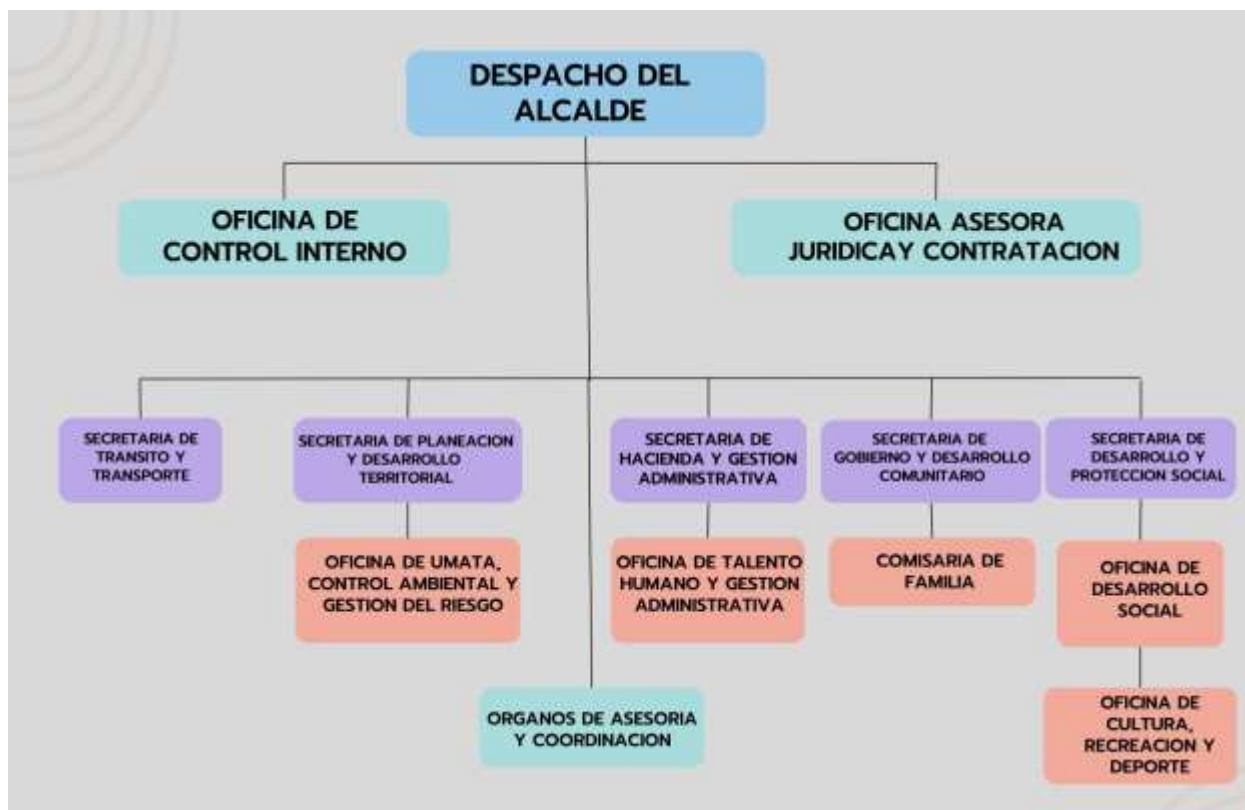 DESPACHO DEL
ALCALDE
OFICINA DE
CONTROL INTERNO
OFICINA ASESORA
JURIDICAY CONTRATACION
SECRETARIA DE
TRANSITO Y
TRANSPORTE
SECRETARIA DE PLANEACION
Y DESARROLLO
TERRITORIAL
SECRETARIA DE
HACIENDA Y GESTION
ADMINISTRATIVA
SECRETARIA DE
GOBIERNO Y DESARROLLO
COMUNITARIO
SECRETARIA DE
DESARROLLO Y
PROTECCION SOCIAL
OFICINA DE UMATA,
CONTROL AMBIENTAL Y
GESTION DEL RIESGO
OFICINA DE TALENTO
HUMANO Y GESTION
ADMINISTRATIVA
COMISARIA DE
FAMILIA
OFICINA DE
DESARROLLO
SOCIAL
ORGANOS DE ASESORIA
Y COORDINACION
OFICINA DE
CULTURA,
RECREACION Y
DEPORTE